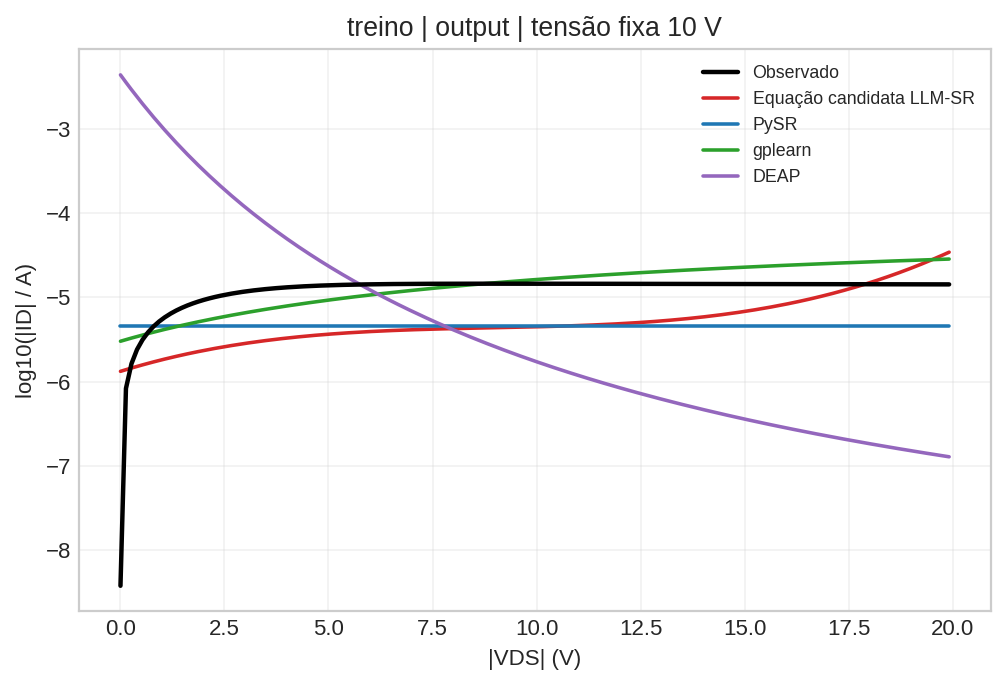 treino | output | tensão fixa 10 V
Observado
Equação candidata LLM-SR
PySR
gplearn
DEAP
−3
−4
−5
−6
−7
−8
log10(|ID| / A)
0.0 2.5 5.0 7.5 10.0 12.5 15.0 17.5 20.0
|VDS| (V)